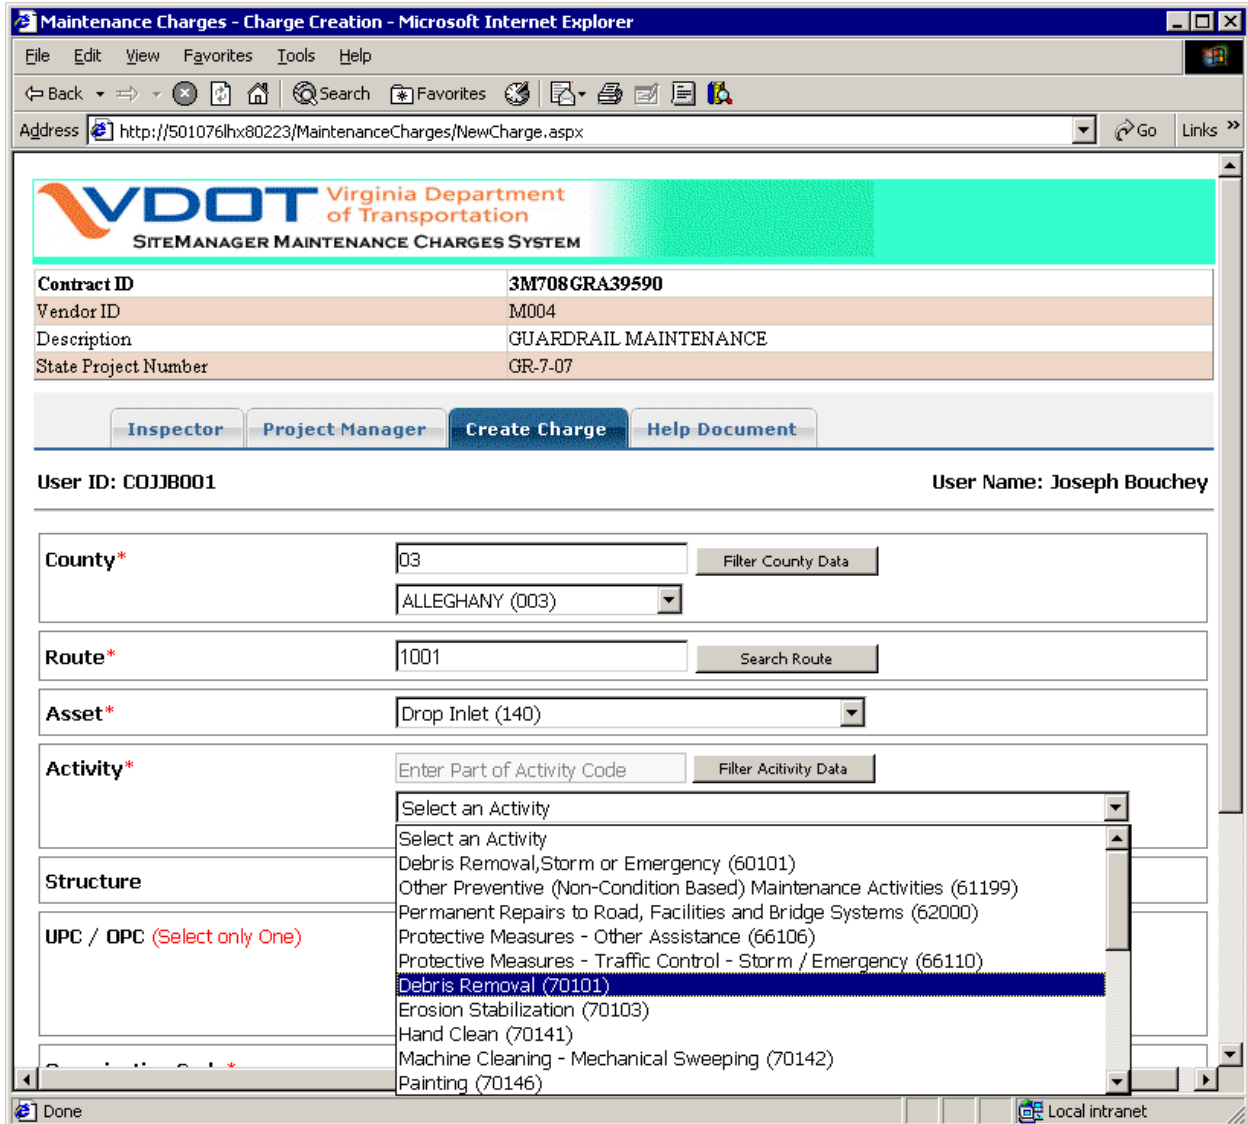 Maintenance Charges - Charge Creation - Microsoft Internet Explorer
File Edit View Favorites Tools Help
Back Search Favorites
Address http://501076lhx80223/MaintenanceCharges/NewCharge.aspx Go Links »
VDOT Virginia Department
of Transportation
SITEMANAGER MAINTENANCE CHARGES SYSTEM
Contract ID 3M708GRA39590
Vendor ID M004
Description GUARDRAIL MAINTENANCE
State Project Number GR-7-07
Inspector Project Manager Create Charge Help Document
User ID: COJJB001 User Name: Joseph Bouchey
County* 03 Filter County Data
ALLEGHANY (003)
Route* 1001 Search Route
Asset* Drop Inlet (140)
Activity* Enter Part of Activity Code Filter Acitivity Data
Select an Activity
Select an Activity
Debris Removal,Storm or Emergency (60101)
Structure
Other Preventive (Non-Condition Based) Maintenance Activities (61199)
Permanent Repairs to Road, Facilities and Bridge Systems (62000)
UPC / OPC (Select only One)
Protective Measures - Other Assistance (66106)
Protective Measures - Traffic Control - Storm / Emergency (66110)
Debris Removal (70101)
Erosion Stabilization (70103)
Hand Clean (70141)
Machine Cleaning - Mechanical Sweeping (70142)
Painting (70146)
Done Local intranet